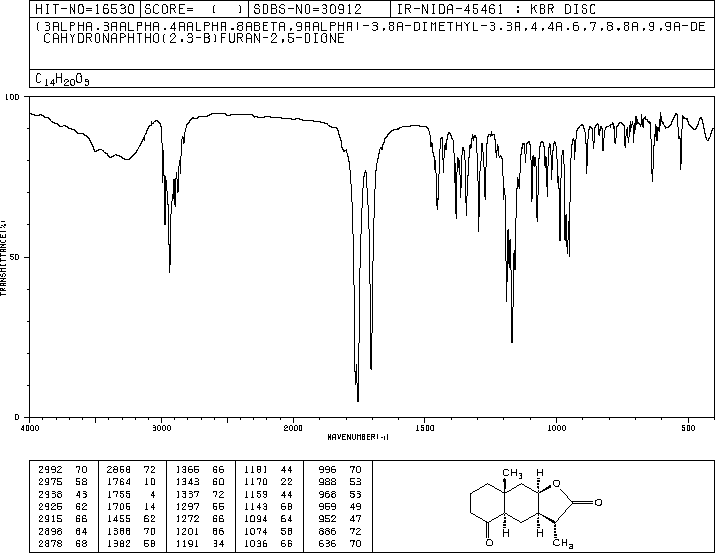 HIT-NO=16530 SCORE= ( ) SDBS-NO=30912 IR-NIDA-45461 : KBR DISC
(3ALPHA,3AALPHA,4AALPHA,8ABETA,9AALPHA)-3,8A-DIMETHYL-3,3A,4,4A,6,7,8,8A,9,9A-DE
CAHYDRONAPHTHO(2,3-B)FURAN-2,5-DIONE
C14H20O3
100
50
0
TRANSMITTANCE(%)
4000 3000 2000 1500 1000 500
WAVENUMBER(-1)
2992 70 2868 72 1366 66 1181 44 996 70
2975 58 1764 10 1343 60 1170 22 988 53
2938 43 1755 4 1337 72 1159 44 968 53
2925 62 1706 14 1297 55 1143 68 959 49
2915 66 1455 62 1272 66 1094 64 952 47
2898 64 1388 70 1201 86 1074 58 886 72
2878 68 1382 58 1191 34 1036 66 636 70
CH3 H
O
O
H H
O CH3